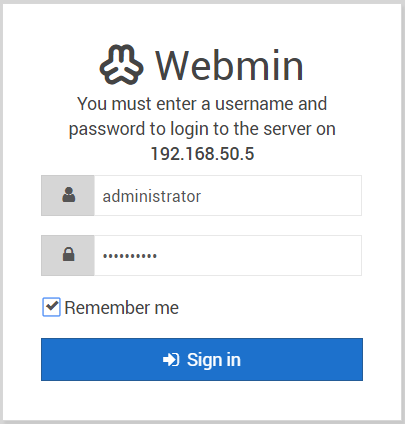 Webmin
You must enter a username and
password to login to the server on
192.168.50.5
administrator
••••••••••
Remember me
Sign in